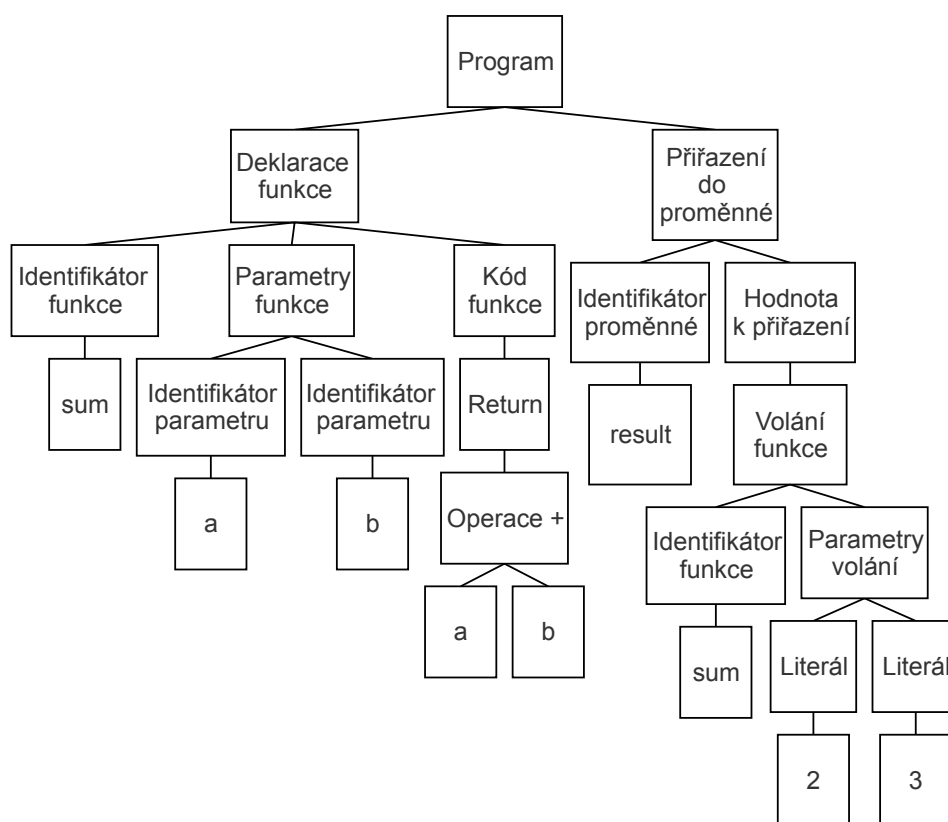 Program
Deklarace
funkce
Přiřazení
do
proměnné
Identifikátor
funkce
Parametry
funkce
Kód
funkce
Identifikátor
proměnné
Hodnota
k přiřazení
sum
Identifikátor
parametru
Identifikátor
parametru
Return
result
Volání
funkce
a
b
Operace +
Identifikátor
funkce
Parametry
volání
a
b
sum
Literál
Literál
2
3